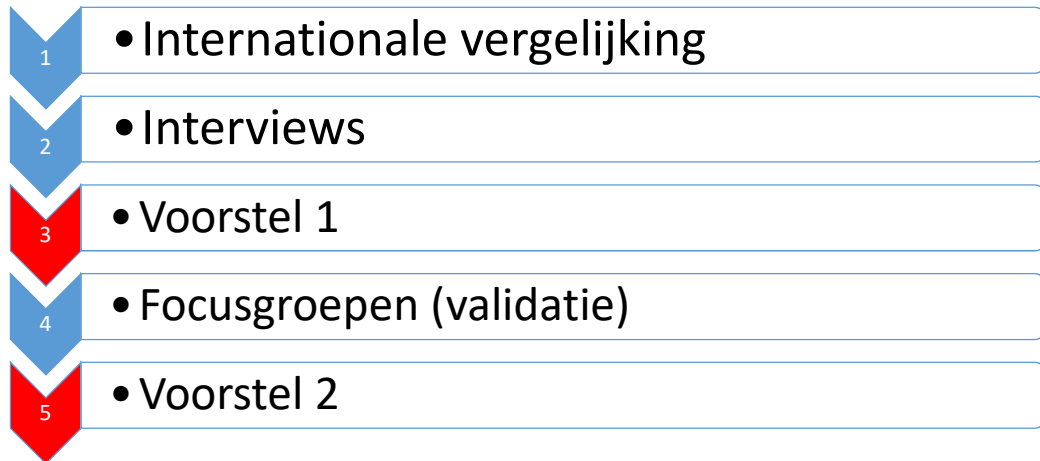 1 • Internationale vergelijking
2 • Interviews
3 • Voorstel 1
4 • Focusgroepen (validatie)
5 • Voorstel 2